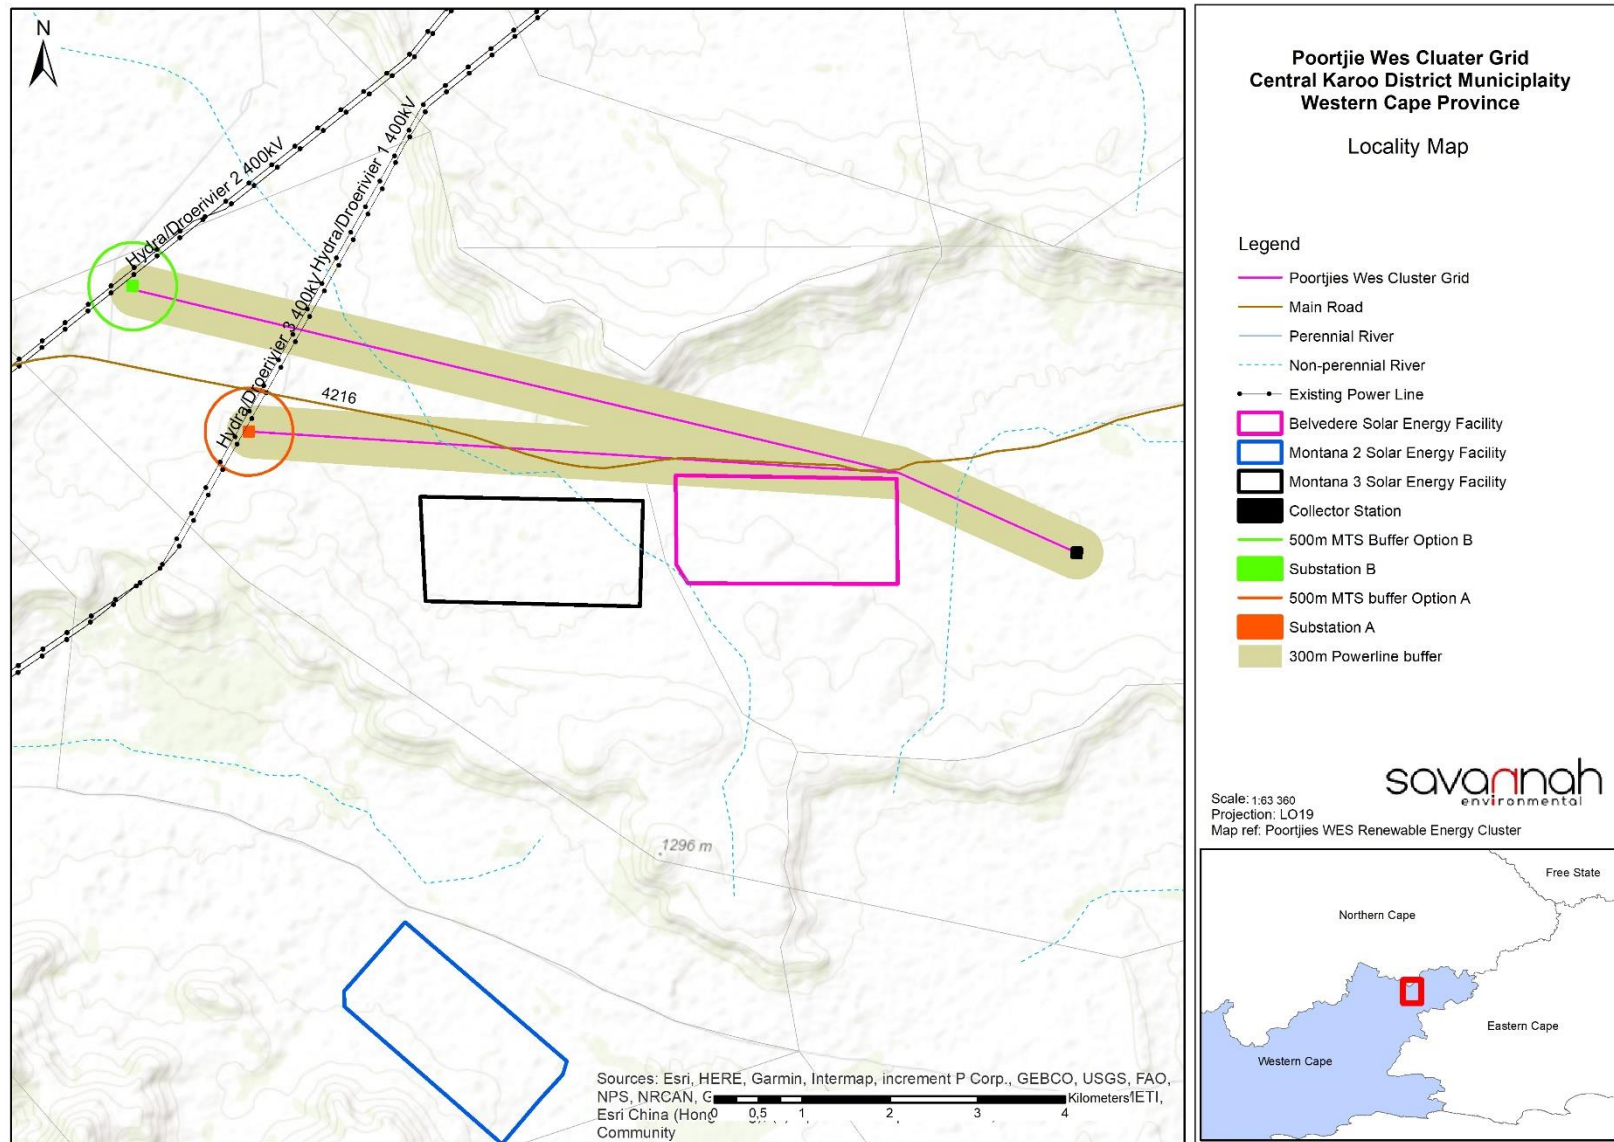 N
Hydra/Droerivier 2 400kV
Hydra/Droerivier 1 400kV
Hydra/Droerivier 3 400kV
4216
1296 m
Sources: Esri, HERE, Garmin, Intermap, increment P Corp., GEBCO, USGS, FAO,
NPS, NRCAN, G
Esri China (Hong
Community
Kilometers
0 0,5 1 2 3 4
Poortjie Wes Cluater Grid
Central Karoo District Municiplaity
Western Cape Province
Locality Map
Legend
Poortjies Wes Cluster Grid
Main Road
Perennial River
Non-perennial River
Existing Power Line
Belvedere Solar Energy Facility
Montana 2 Solar Energy Facility
Montana 3 Solar Energy Facility
Collector Station
500m MTS Buffer Option B
Substation B
500m MTS buffer Option A
Substation A
300m Powerline buffer
savannah
environmental
Scale: 1:63 360
Projection: LO19
Map ref: Poortjies WES Renewable Energy Cluster
Free State
Northern Cape
Eastern Cape
Western Cape